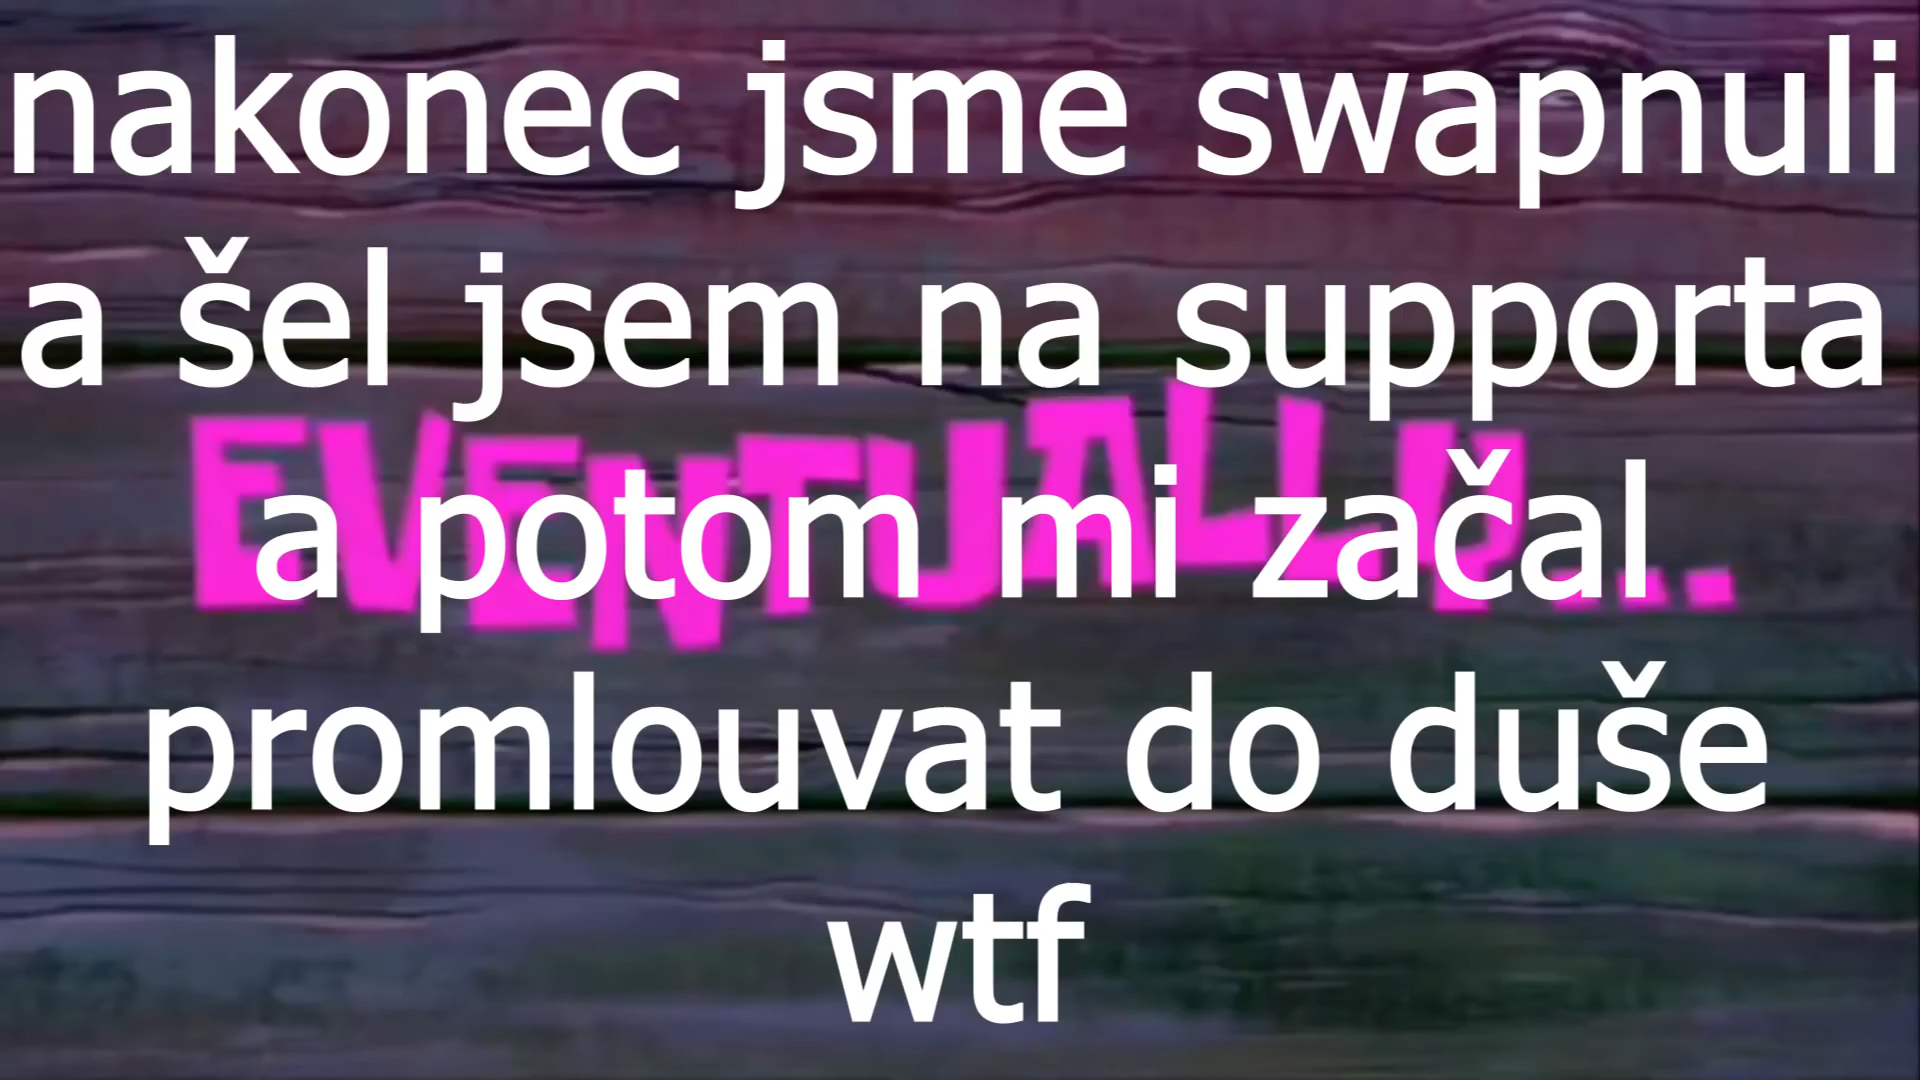 nakonec jsme swapnuli
a šel jsem na supporta
EVENTUALLY...
a potom mi začal
promlouvat do duše
wtf